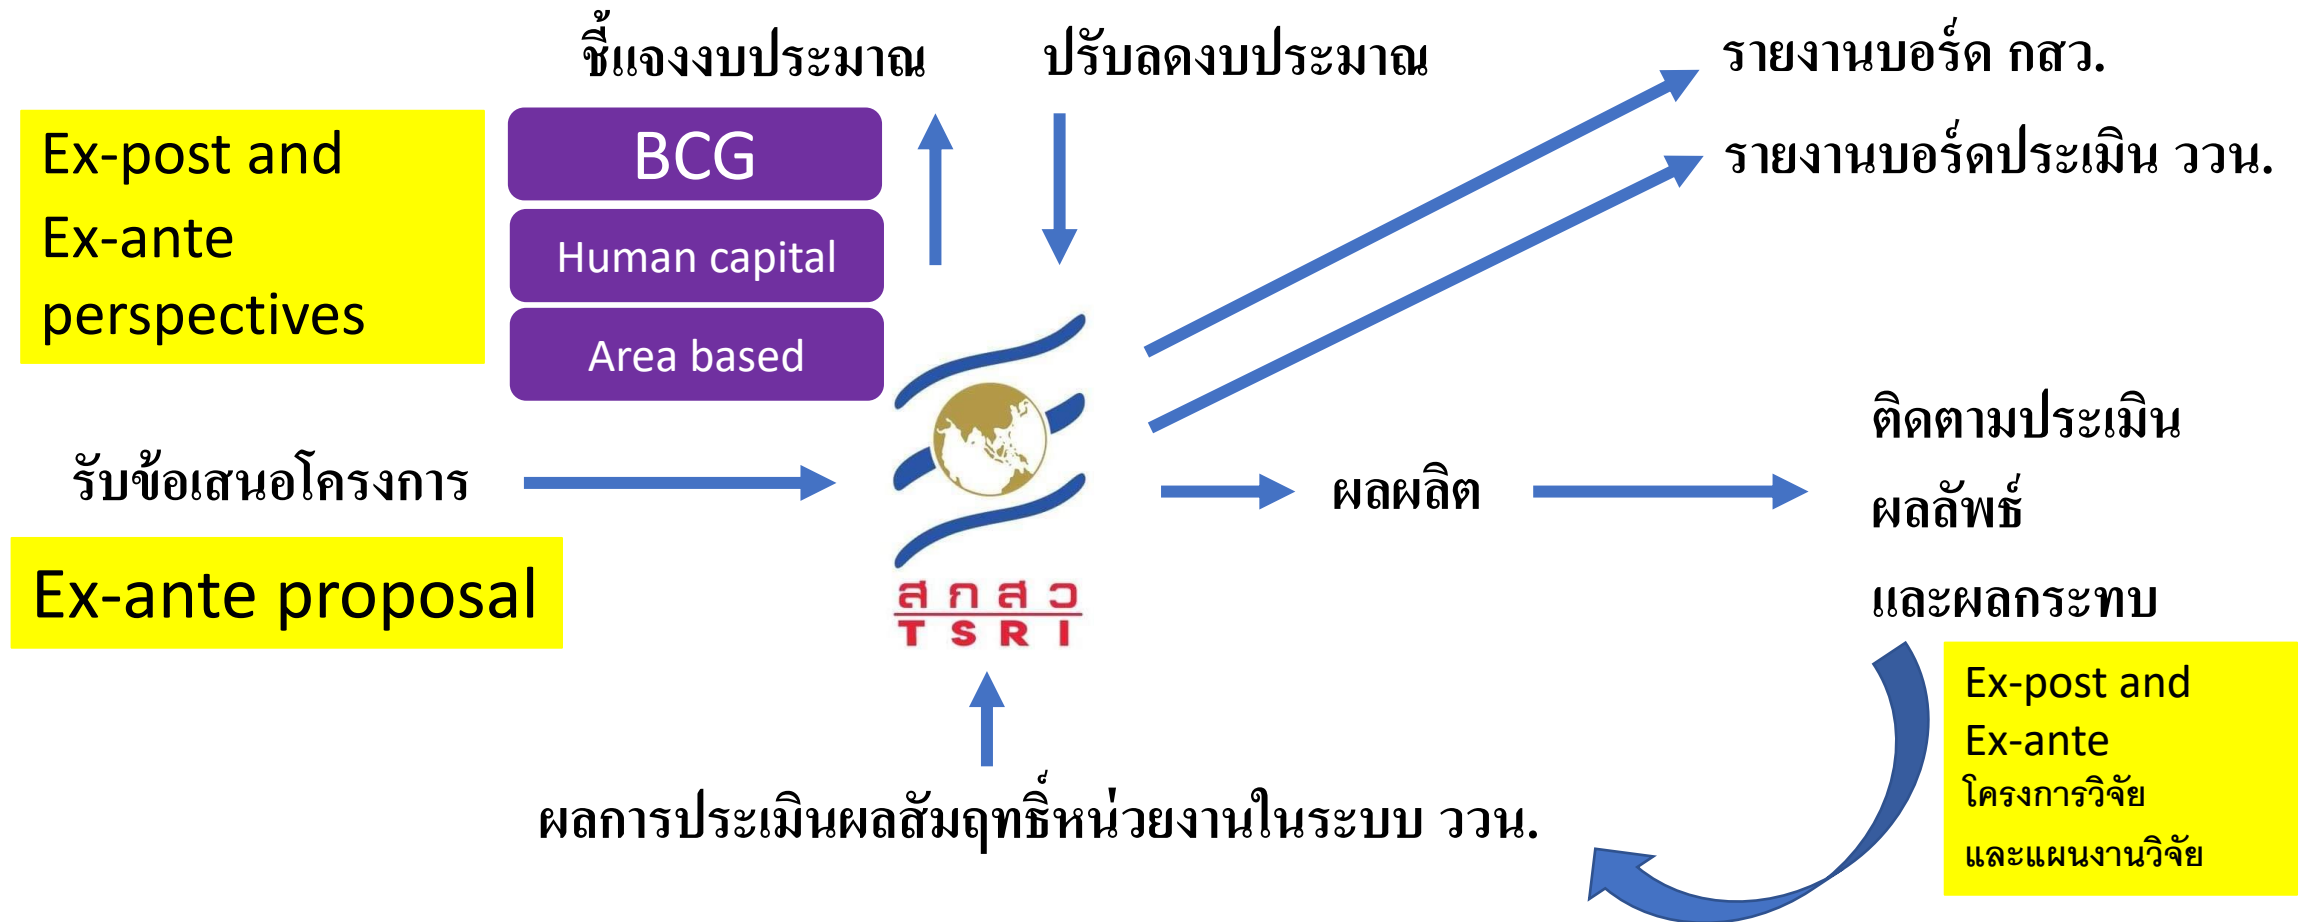 ชี้แจงงบประมาณ
ปรับลดงบประมาณ
รายงานบอร์ด กสว.
รายงานบอร์ดประเมิน ววน.
Ex-post and
Ex-ante
perspectives
BCG
Human capital
Area based
รับข้อเสนอโครงการ
Ex-ante proposal
สกสว
TSRI
ผลผลิต
ติดตามประเมิน
ผลลัพธ์
และผลกระทบ
Ex-post and
Ex-ante
โครงการวิจัย
และแผนงานวิจัย
ผลการประเมินผลสัมฤทธิ์หน่วยงานในระบบ ววน.